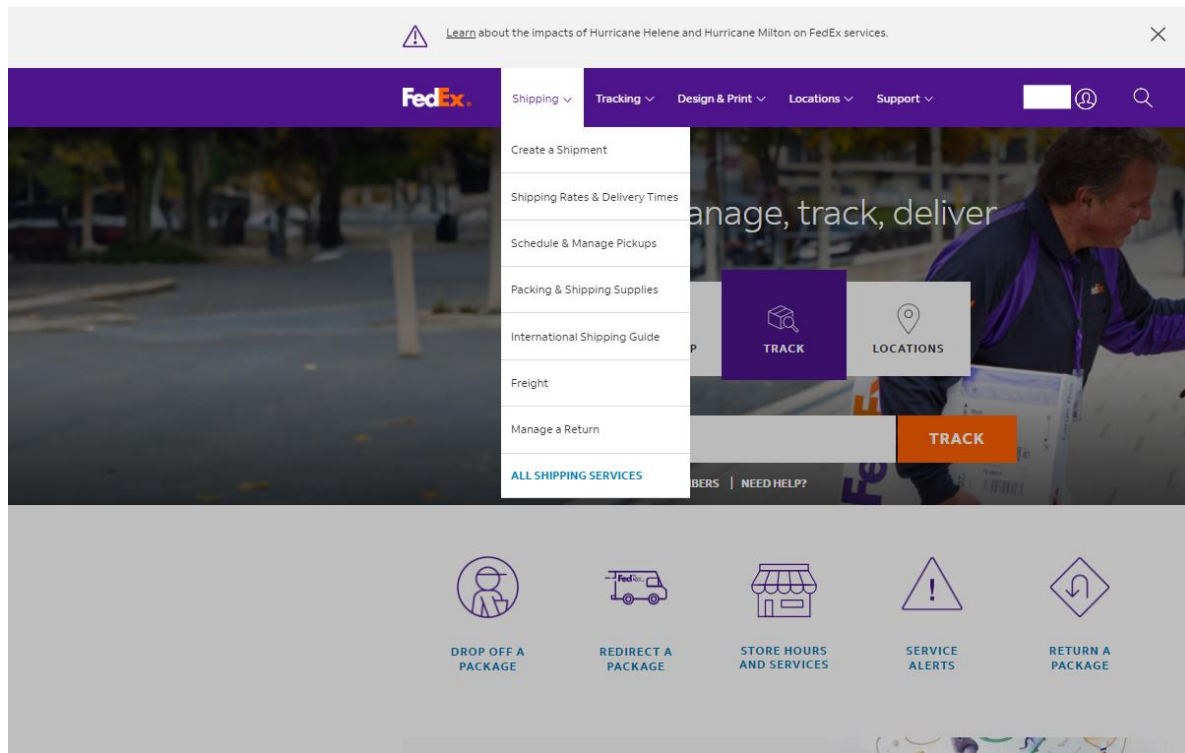 Learn about the impacts of Hurricane Helene and Hurricane Milton on FedEx services.
FedEx®
Shipping
Tracking
Design & Print
Locations
Support
Create a Shipment
Shipping Rates & Delivery Times
Schedule & Manage Pickups
Packing & Shipping Supplies
International Shipping Guide
Freight
Manage a Return
ALL SHIPPING SERVICES
anage, track, deliver
P
TRACK
LOCATIONS
TRACK
BERS | NEED HELP?
FedEx
DROP OFF A
PACKAGE
REDIRECT A
PACKAGE
STORE HOURS
AND SERVICES
SERVICE
ALERTS
RETURN A
PACKAGE